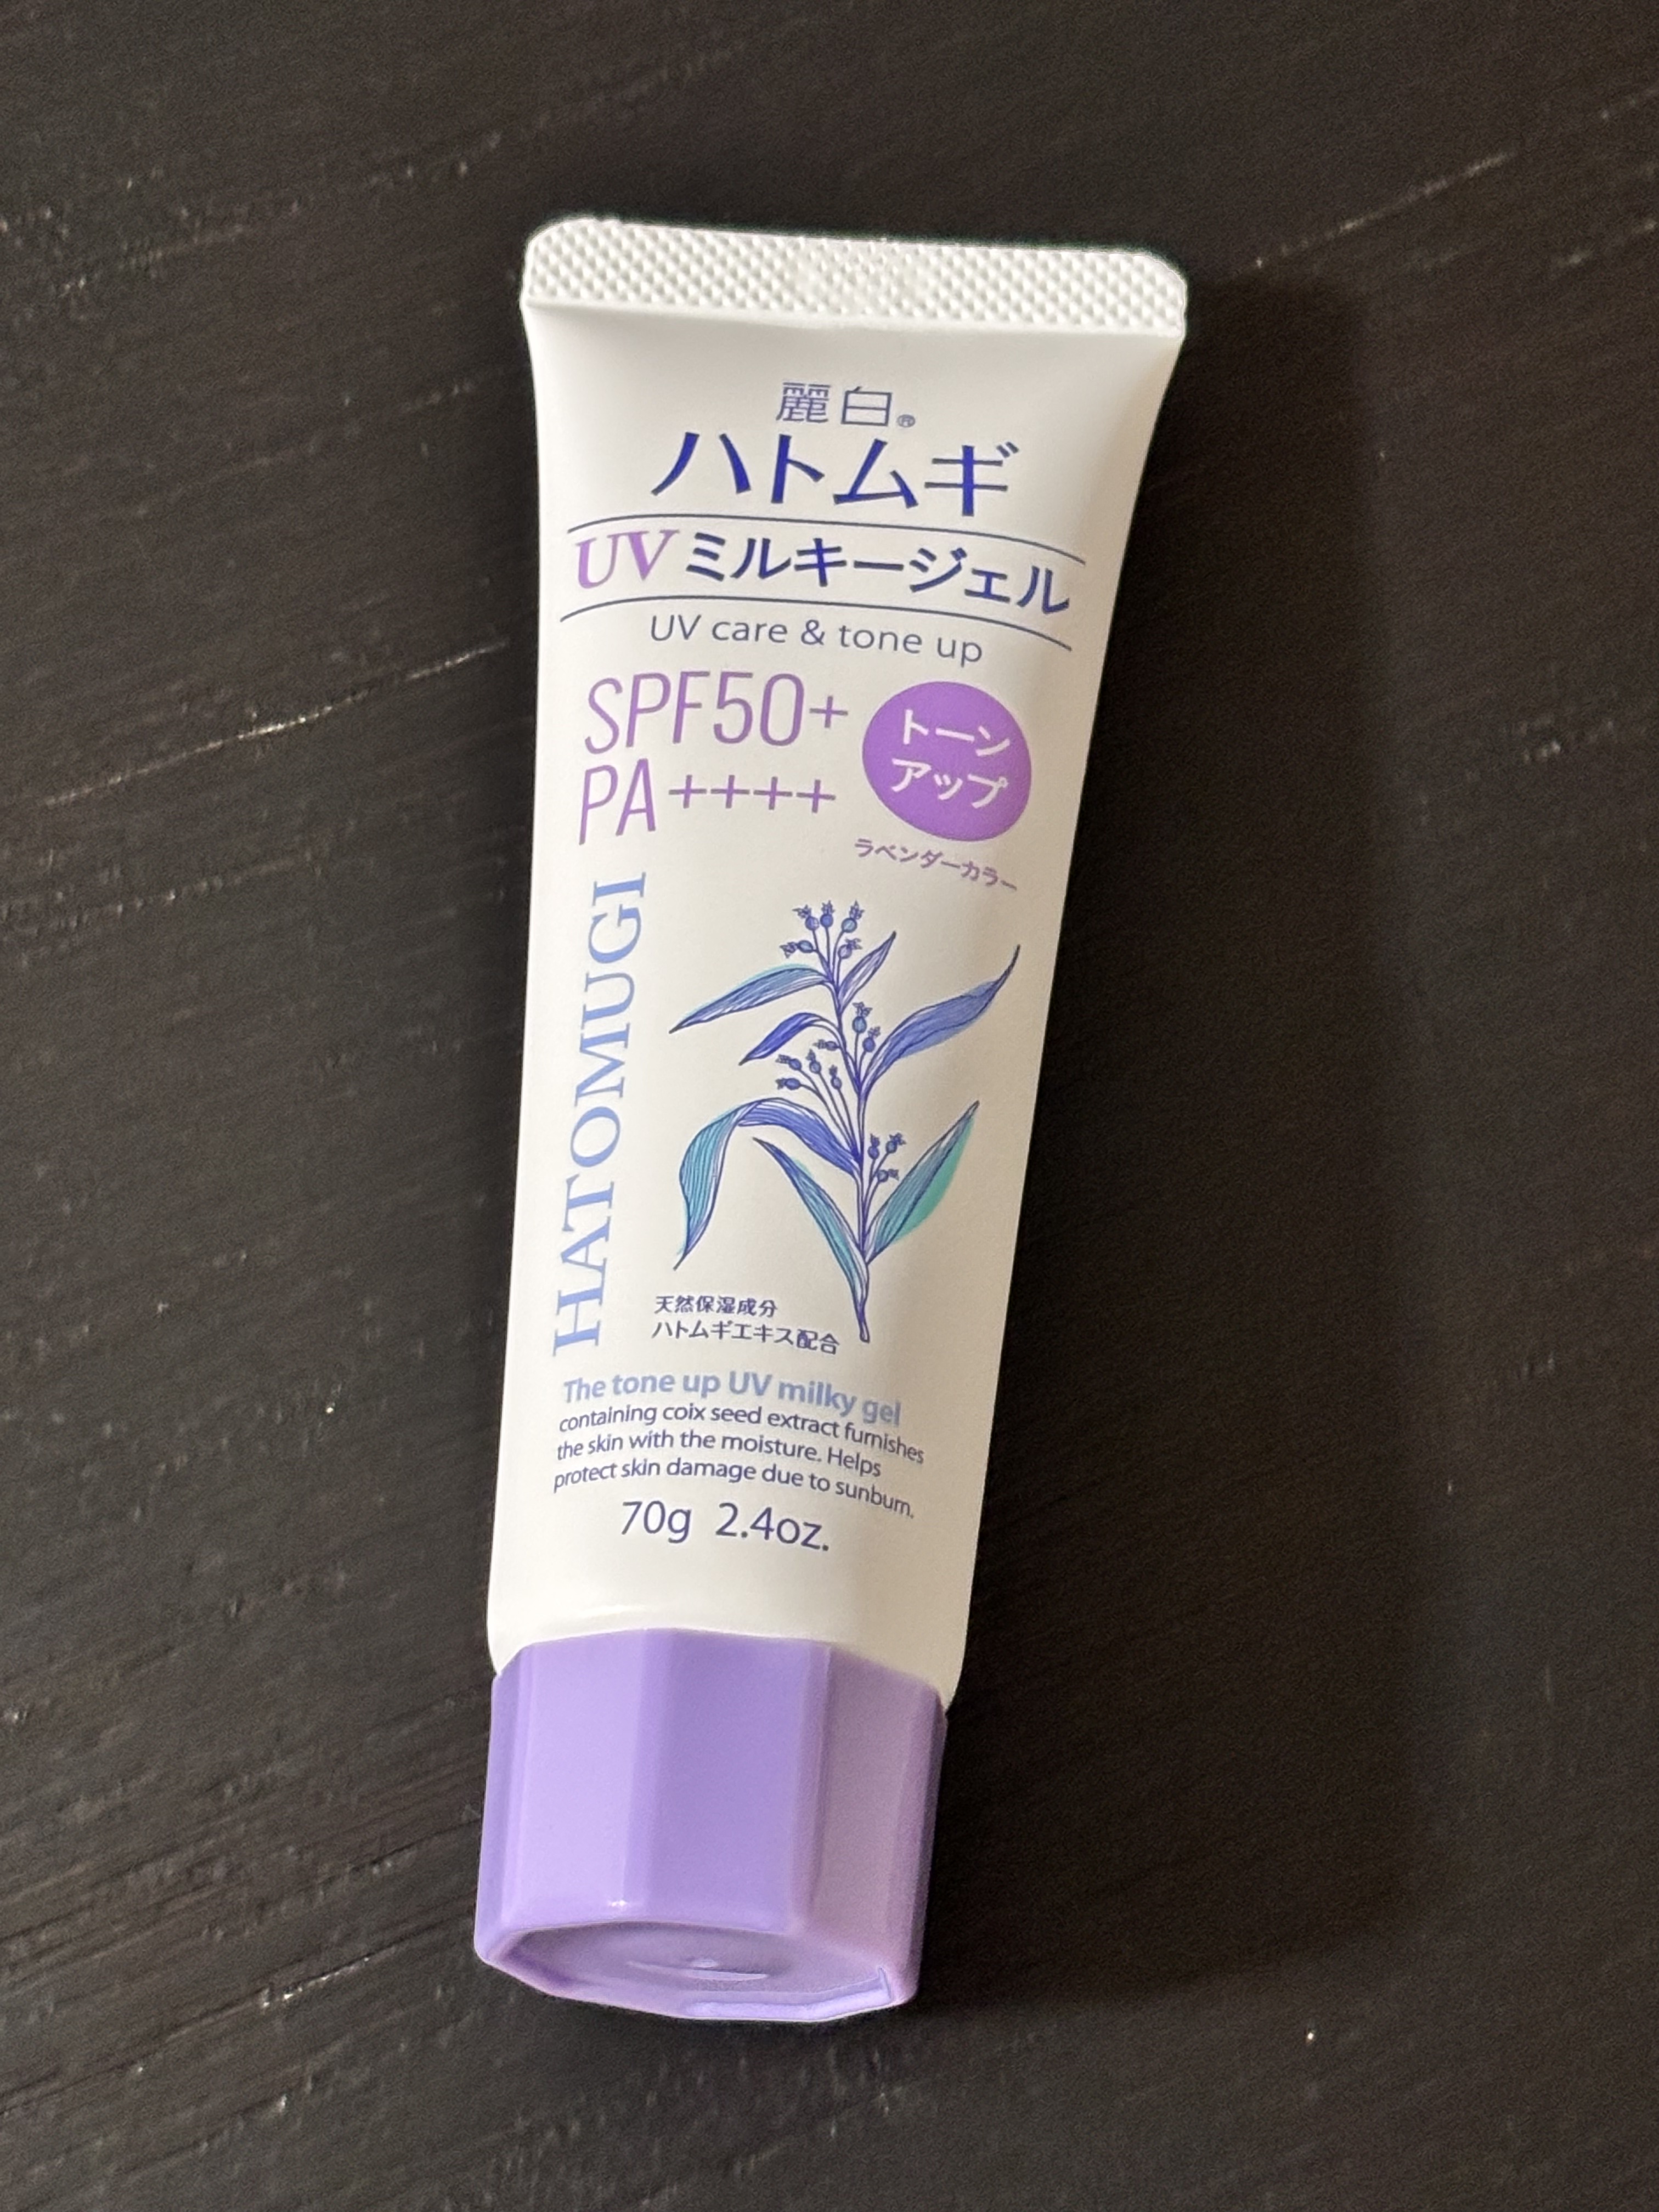 麗白®
ハトムギ
UVミルキージェル
UV care & tone up
SPF50+
PA++++
トーン
アップ
ラベンダーカラー
HATOMUGI
天然保湿成分
ハトムギエキス配合
The tone up UV milky gel
containing coix seed extract furnishes
the skin with the moisture. Helps
protect skin damage due to sunburn.
70g 2.4oz.